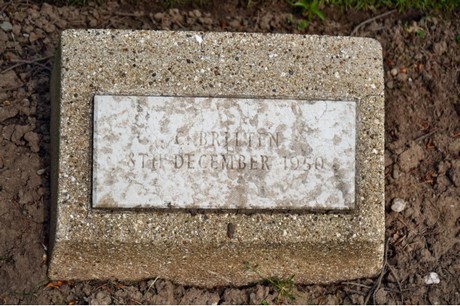 E. BRITTEN
8TH DECEMBER 1950